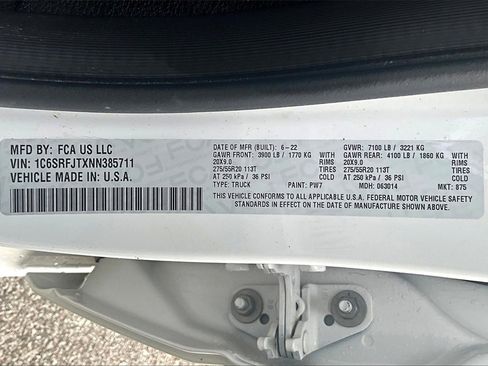 MFD BY: FCA US LLC
VIN: 1C6SRFJTXNN385711
VEHICLE MADE IN: U.S.A.
DATE OF MFR (BUILT): 6-22 GVWR: 7100 LB / 3221 KG
GAWR FRONT: 3900 LB / 1770 KG WITH GAWR REAR: 4100 LB / 1860 KG WITH
20X9.0 RIMS 20X9.0 RIMS
275/55R20 113T TIRES 275/55R20 113T TIRES
AT 250 kPa / 36 PSI COLD AT 250 kPa / 36 PSI COLD
TYPE: TRUCK PAINT: PW7 MDH: 063014 MKT: 875
THIS VEHICLE CONFORMS TO ALL APPLICABLE U.S.A. FEDERAL MOTOR VEHICLE SAFETY
STANDARDS IN EFFECT ON THE DATE OF MANUFACTURE SHOWN ABOVE.